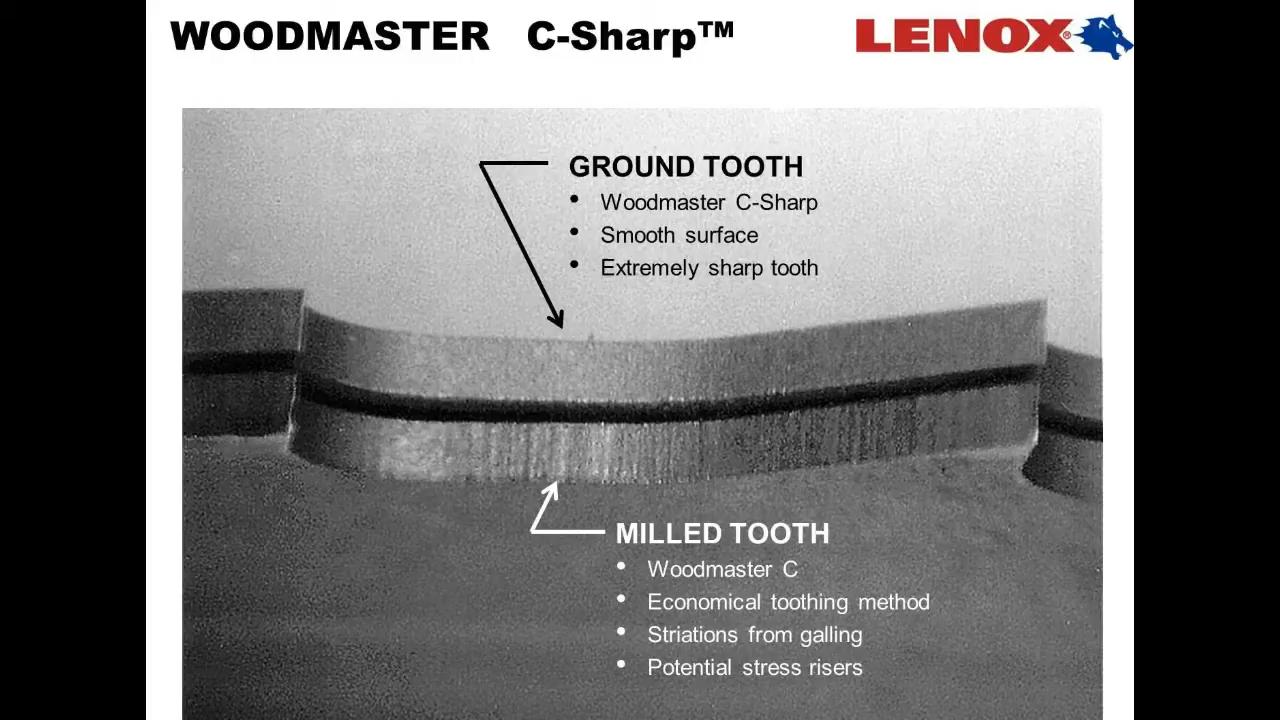 WOODMASTER C-Sharp™
LENOX®
GROUND TOOTH
• Woodmaster C-Sharp
• Smooth surface
• Extremely sharp tooth
MILLED TOOTH
• Woodmaster C
• Economical toothing method
• Striations from galling
• Potential stress risers